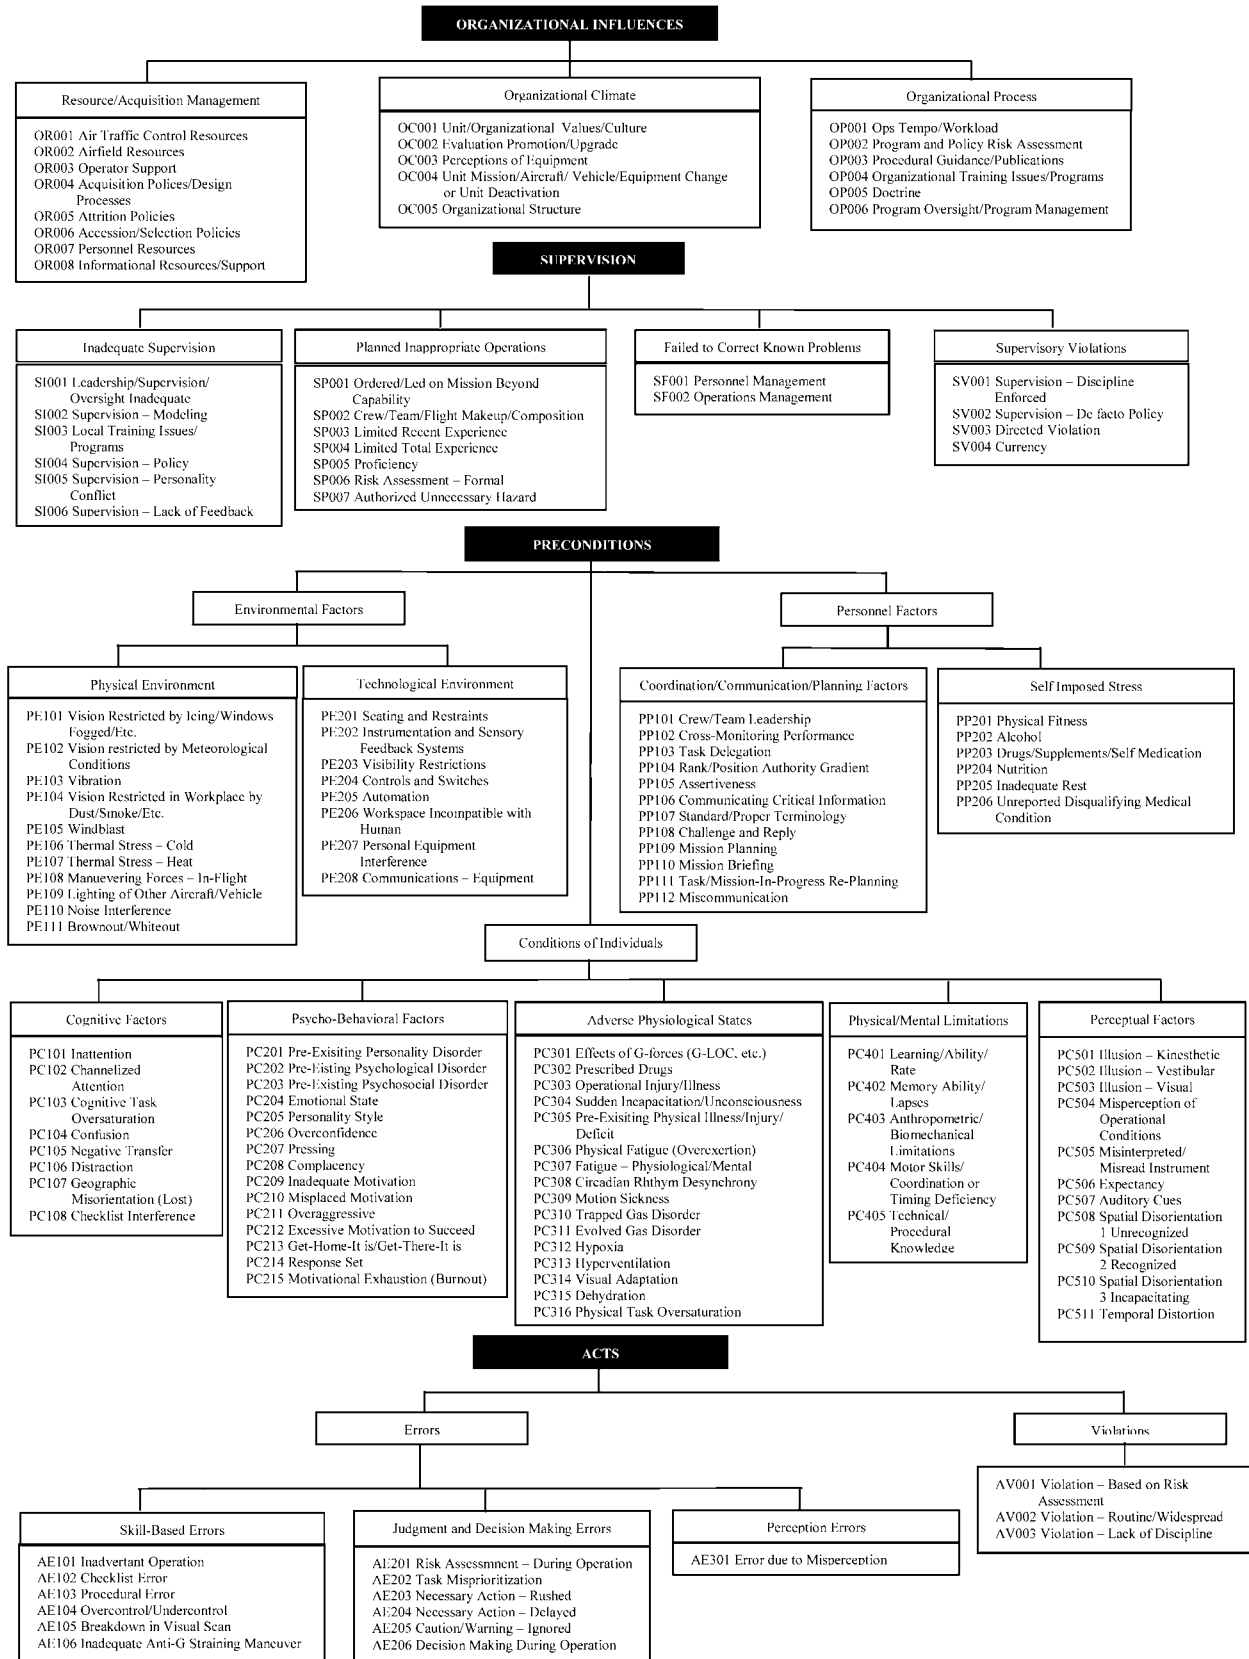 ORGANIZATIONAL INFLUENCES
Resource/Acquisition Management
OR001 Air Traffic Control Resources
OR002 Airfield Resources
OR003 Operator Support
OR004 Acquisition Polices/Design
Processes
OR005 Attrition Policies
OR006 Accession/Selection Policies
OR007 Personnel Resources
OR008 Informational Resources/Support
Organizational Climate
OC001 Unit/Organizational Values/Culture
OC002 Evaluation Promotion/Upgrade
OC003 Perceptions of Equipment
OC004 Unit Mission/Aircraft/ Vehicle/Equipment Change
or Unit Deactivation
OC005 Organizational Structure
Organizational Process
OP001 Ops Tempo/Workload
OP002 Program and Policy Risk Assessment
OP003 Procedural Guidance/Publications
OP004 Organizational Training Issues/Programs
OP005 Doctrine
OP006 Program Oversight/Program Management
SUPERVISION
Inadequate Supervision
SI001 Leadership/Supervision/
Oversight Inadequate
SI002 Supervision – Modeling
SI003 Local Training Issues/
Programs
SI004 Supervision – Policy
SI005 Supervision – Personality
Conflict
SI006 Supervision – Lack of Feedback
Planned Inappropriate Operations
SP001 Ordered/Led on Mission Beyond
Capability
SP002 Crew/Team/Flight Makeup/Composition
SP003 Limited Recent Experience
SP004 Limited Total Experience
SP005 Proficiency
SP006 Risk Assessment – Formal
SP007 Authorized Unnecessary Hazard
Failed to Correct Known Problems
SF001 Personnel Management
SF002 Operations Management
Supervisory Violations
SV001 Supervision – Discipline
Enforced
SV002 Supervision – De facto Policy
SV003 Directed Violation
SV004 Currency
PRECONDITIONS
Environmental Factors
Personnel Factors
Physical Environment
PE101 Vision Restricted by Icing/Windows
Fogged/Etc.
PE102 Vision restricted by Meteorological
Conditions
PE103 Vibration
PE104 Vision Restricted in Workplace by
Dust/Smoke/Etc.
PE105 Windblast
PE106 Thermal Stress – Cold
PE107 Thermal Stress – Heat
PE108 Manuevering Forces – In-Flight
PE109 Lighting of Other Aircraft/Vehicle
PE110 Noise Interference
PE111 Brownout/Whiteout
Technological Environment
PE201 Seating and Restraints
PE202 Instrumentation and Sensory
Feedback Systems
PE203 Visibility Restrictions
PE204 Controls and Switches
PE205 Automation
PE206 Workspace Incompatible with
Human
PE207 Personal Equipment
Interference
PE208 Communications – Equipment
Coordination/Communication/Planning Factors
PP101 Crew/Team Leadership
PP102 Cross-Monitoring Performance
PP103 Task Delegation
PP104 Rank/Position Authority Gradient
PP105 Assertiveness
PP106 Communicating Critical Information
PP107 Standard/Proper Terminology
PP108 Challenge and Reply
PP109 Mission Planning
PP110 Mission Briefing
PP111 Task/Mission-In-Progress Re-Planning
PP112 Miscommunication
Self Imposed Stress
PP201 Physical Fitness
PP202 Alcohol
PP203 Drugs/Supplements/Self Medication
PP204 Nutrition
PP205 Inadequate Rest
PP206 Unreported Disqualifying Medical
Condition
Conditions of Individuals
Cognitive Factors
PC101 Inattention
PC102 Channelized
Attention
PC103 Cognitive Task
Oversaturation
PC104 Confusion
PC105 Negative Transfer
PC106 Distraction
PC107 Geographic
Misorientation (Lost)
PC108 Checklist Interference
Psycho-Behavioral Factors
PC201 Pre-Exisiting Personality Disorder
PC202 Pre-Eisting Psychological Disorder
PC203 Pre-Existing Psychosocial Disorder
PC204 Emotional State
PC205 Personality Style
PC206 Overconfidence
PC207 Pressing
PC208 Complacency
PC209 Inadequate Motivation
PC210 Misplaced Motivation
PC211 Overaggressive
PC212 Excessive Motivation to Succeed
PC213 Get-Home-It is/Get-There-It is
PC214 Response Set
PC215 Motivational Exhaustion (Burnout)
Adverse Physiological States
PC301 Effects of G-forces (G-LOC, etc.)
PC302 Prescribed Drugs
PC303 Operational Injury/Illness
PC304 Sudden Incapacitation/Unconsciousness
PC305 Pre-Exisiting Physical Illness/Injury/
Deficit
PC306 Physical Fatigue (Overexertion)
PC307 Fatigue – Physiological/Mental
PC308 Circadian Rhthym Desynchrony
PC309 Motion Sickness
PC310 Trapped Gas Disorder
PC311 Evolved Gas Disorder
PC312 Hypoxia
PC313 Hyperventilation
PC314 Visual Adaptation
PC315 Dehydration
PC316 Physical Task Oversaturation
Physical/Mental Limitations
PC401 Learning/Ability/
Rate
PC402 Memory Ability/
Lapses
PC403 Anthropometric/
Biomechanical
Limitations
PC404 Motor Skills/
Coordination or
Timing Deficiency
PC405 Technical/
Procedural
Knowledge
Perceptual Factors
PC501 Illusion – Kinesthetic
PC502 Illusion – Vestibular
PC503 Illusion – Visual
PC504 Misperception of
Operational
Conditions
PC505 Misinterpreted/
Misread Instrument
PC506 Expectancy
PC507 Auditory Cues
PC508 Spatial Disorientation
1 Unrecognized
PC509 Spatial Disorientation
2 Recognized
PC510 Spatial Disorientation
3 Incapacitating
PC511 Temporal Distortion
ACTS
Errors
Violations
Skill-Based Errors
AE101 Inadvertant Operation
AE102 Checklist Error
AE103 Procedural Error
AE104 Overcontrol/Undercontrol
AE105 Breakdown in Visual Scan
AE106 Inadequate Anti-G Straining Maneuver
Judgment and Decision Making Errors
AE201 Risk Assessmnent – During Operation
AE202 Task Misprioritization
AE203 Necessary Action – Rushed
AE204 Necessary Action – Delayed
AE205 Caution/Warning – Ignored
AE206 Decision Making During Operation
Perception Errors
AE301 Error due to Misperception
AV001 Violation – Based on Risk
Assessment
AV002 Violation – Routine/Widespread
AV003 Violation – Lack of Discipline